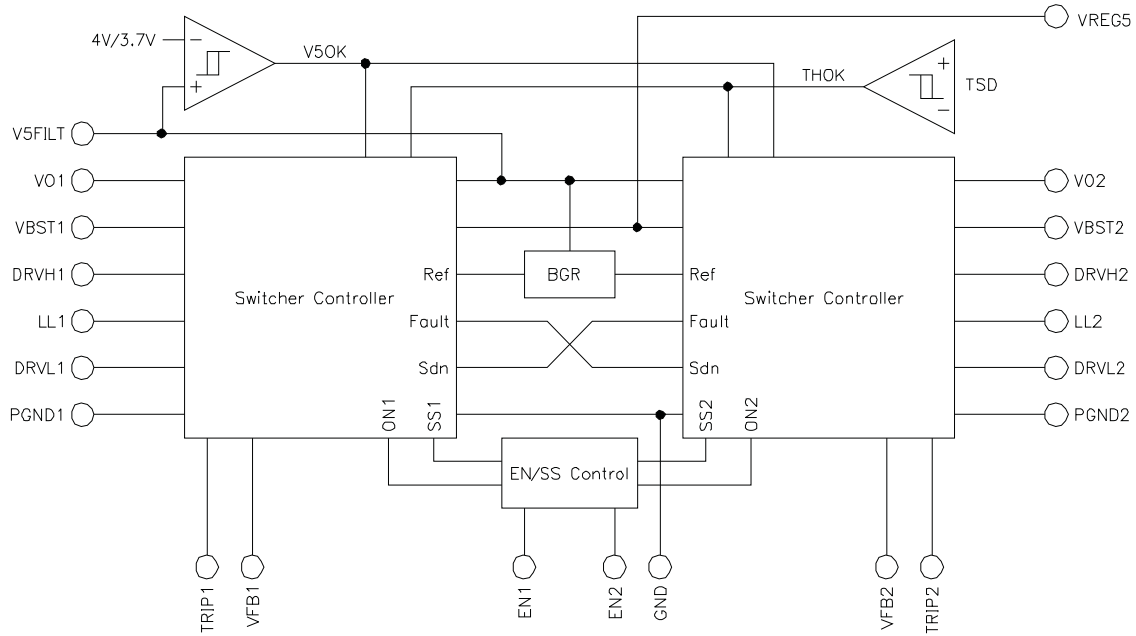 VREG5
4V/3.7V
−
V5OK
+
THOK
+
TSD
−
V5FILT
VO1
VO2
VBST1
VBST2
DRVH1
Ref
BGR
Ref
DRVH2
Switcher Controller
Switcher Controller
LL1
Fault
Fault
LL2
DRVL1
Sdn
Sdn
DRVL2
PGND1
ON1
SS1
SS2
ON2
PGND2
EN/SS Control
TRIP1
VFB1
EN1
EN2
GND
VFB2
TRIP2